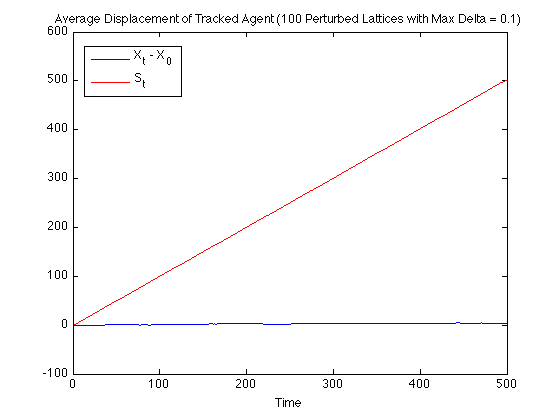 Average Displacement of Tracked Agent (100 Perturbed Lattices with Max Delta = 0.1)
600
500
400
300
200
100
0
-100
X_t - X_0
S_t
0 100 200 300 400 500
Time